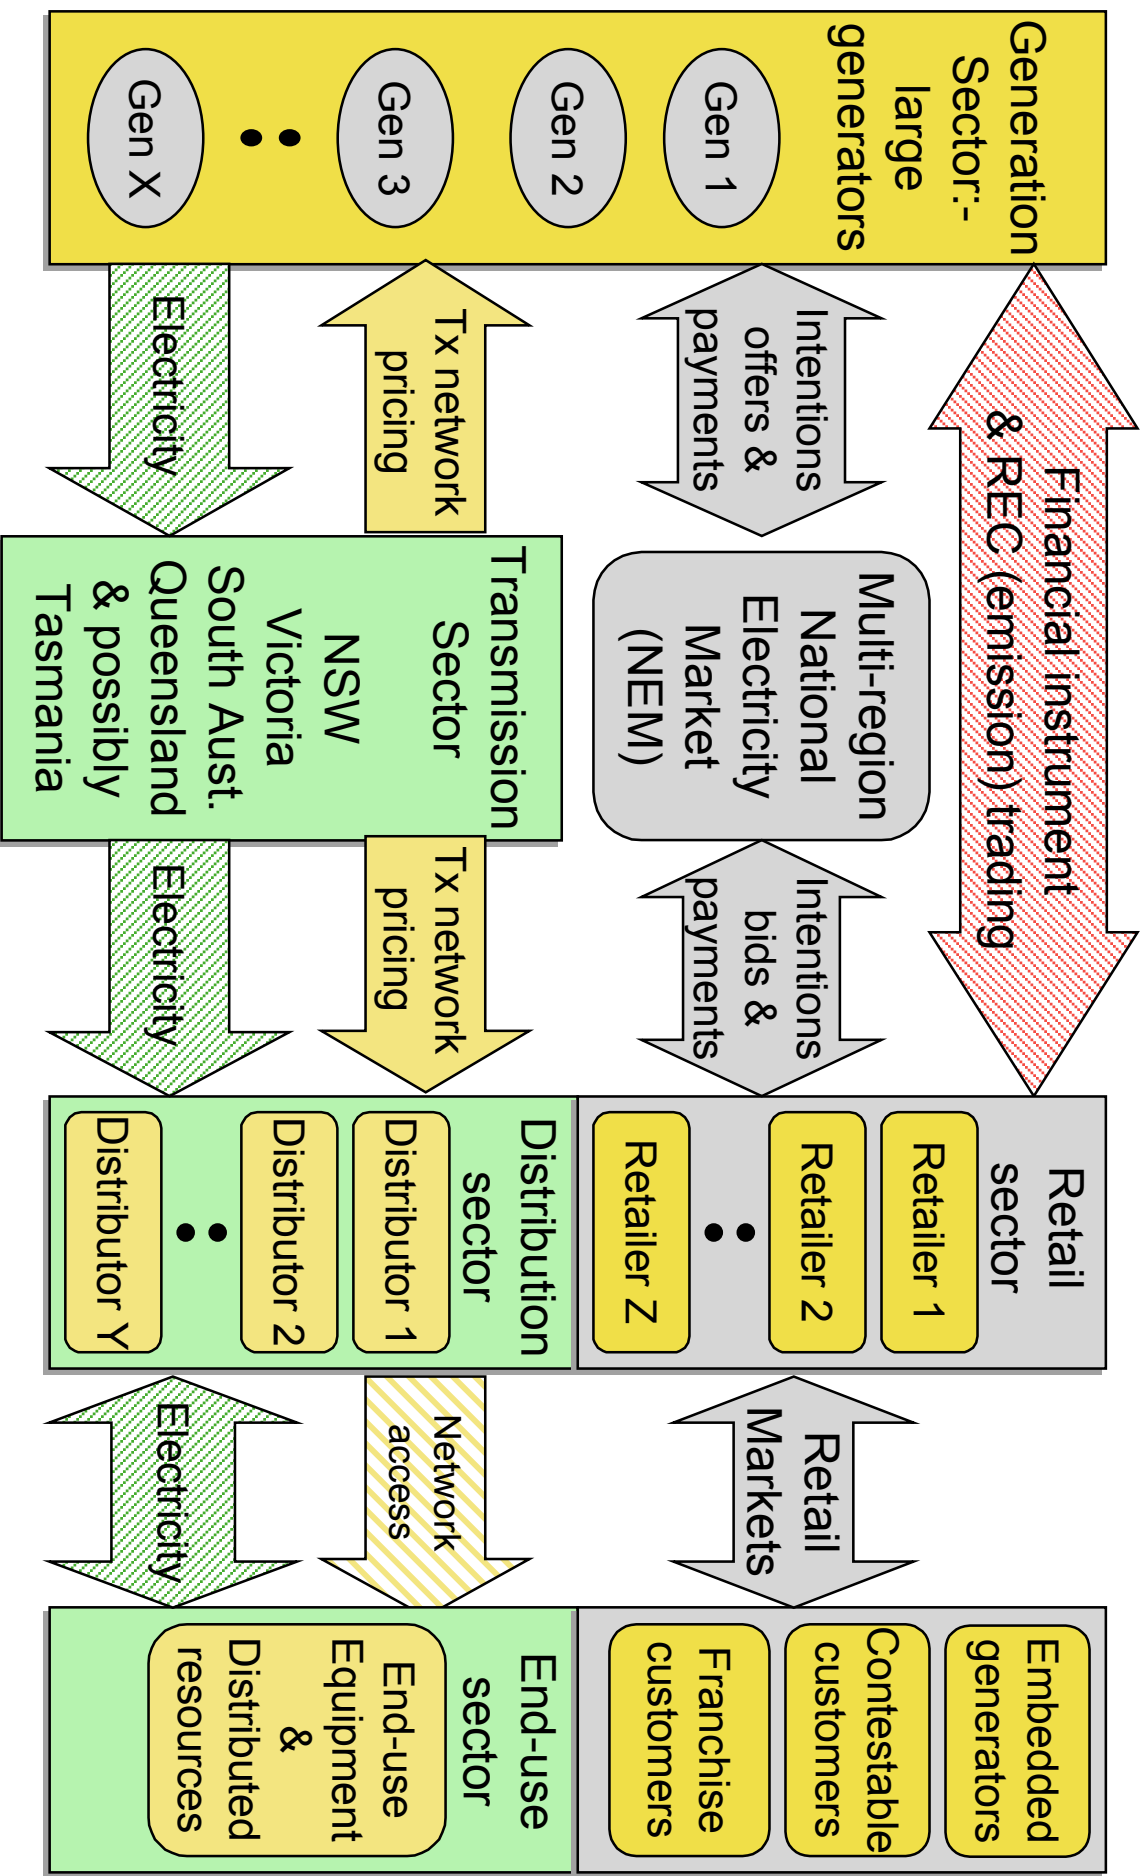 Generation
Sector:-
large
generators
Gen 1
Gen 2
Gen 3
Gen X
Financial instrument
& REC (emission) trading
Intentions
offers &
payments
Tx network
pricing
Electricity
Multi-region
National
Electricity
Market
(NEM)
Transmission
Sector
NSW
Victoria
South Aust.
Queensland
& possibly
Tasmania
Intentions
bids &
payments
Tx network
pricing
Electricity
Retail
sector
Retailer 1
Retailer 2
Retailer Z
Distribution
sector
Distributor 1
Distributor 2
Distributor Y
Retail
Markets
Network
access
Electricity
Embedded
generators
Contestable
customers
Franchise
customers
End-use
sector
End-use
Equipment
&
Distributed
resources